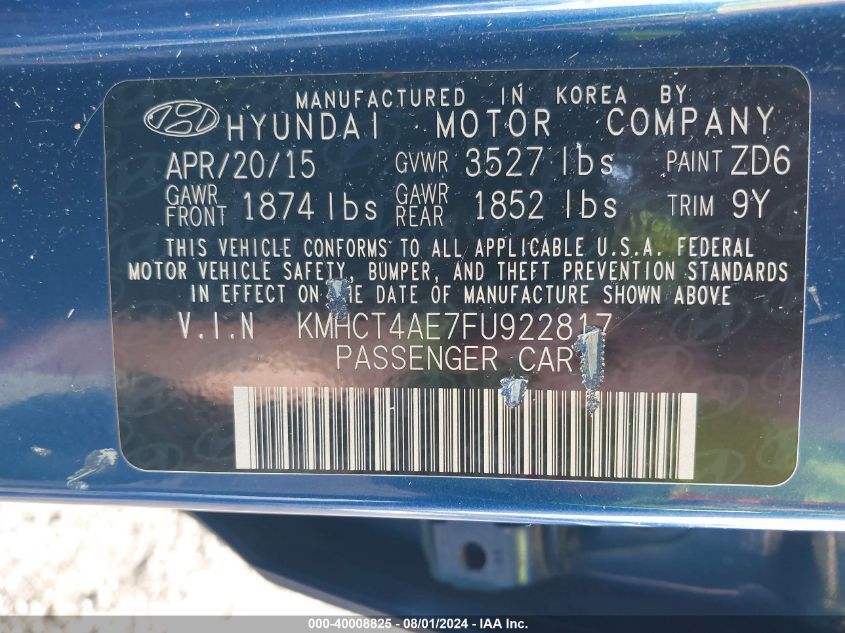 MANUFACTURED IN KOREA BY
HYUNDAI MOTOR COMPANY
APR/20/15 GVWR 3527 lbs PAINT ZD6
GAWR FRONT 1874 lbs GAWR REAR 1852 lbs TRIM 9Y
THIS VEHICLE CONFORMS TO ALL APPLICABLE U.S.A. FEDERAL
MOTOR VEHICLE SAFETY, BUMPER, AND THEFT PREVENTION STANDARDS
IN EFFECT ON THE DATE OF MANUFACTURE SHOWN ABOVE
V.I.N KMHCT4AE7FU922817
PASSENGER CAR
000-40008825 - 08/01/2024 - IAA, Inc.